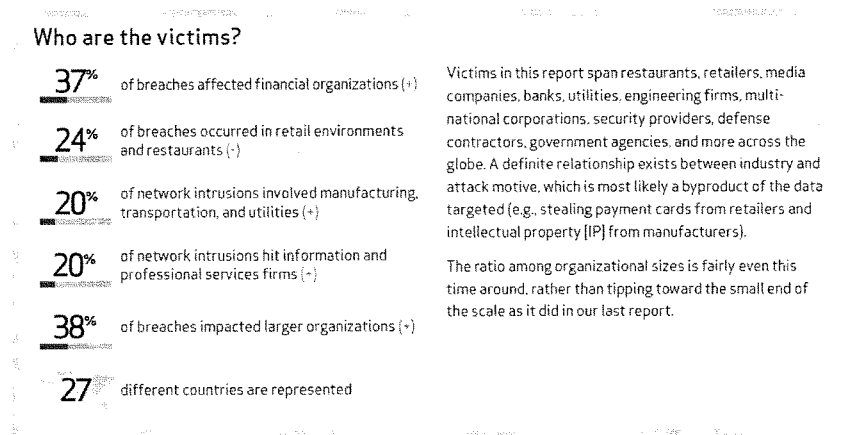 Who are the victims?
37%
of breaches affected financial organizations (+)
24%
of breaches occurred in retail environments
and restaurants (-)
20%
of network intrusions involved manufacturing,
transportation, and utilities (+)
20%
of network intrusions hit information and
professional services firms (+)
38%
of breaches impacted larger organizations (+)
27
different countries are represented
Victims in this report span restaurants, retailers, media
companies, banks, utilities, engineering firms, multi-
national corporations, security providers, defense
contractors, government agencies, and more across the
globe. A definite relationship exists between industry and
attack motive, which is most likely a byproduct of the data
targeted (e.g., stealing payment cards from retailers and
intellectual property [IP] from manufacturers).
The ratio among organizational sizes is fairly even this
time around, rather than tipping toward the small end of
the scale as it did in our last report.